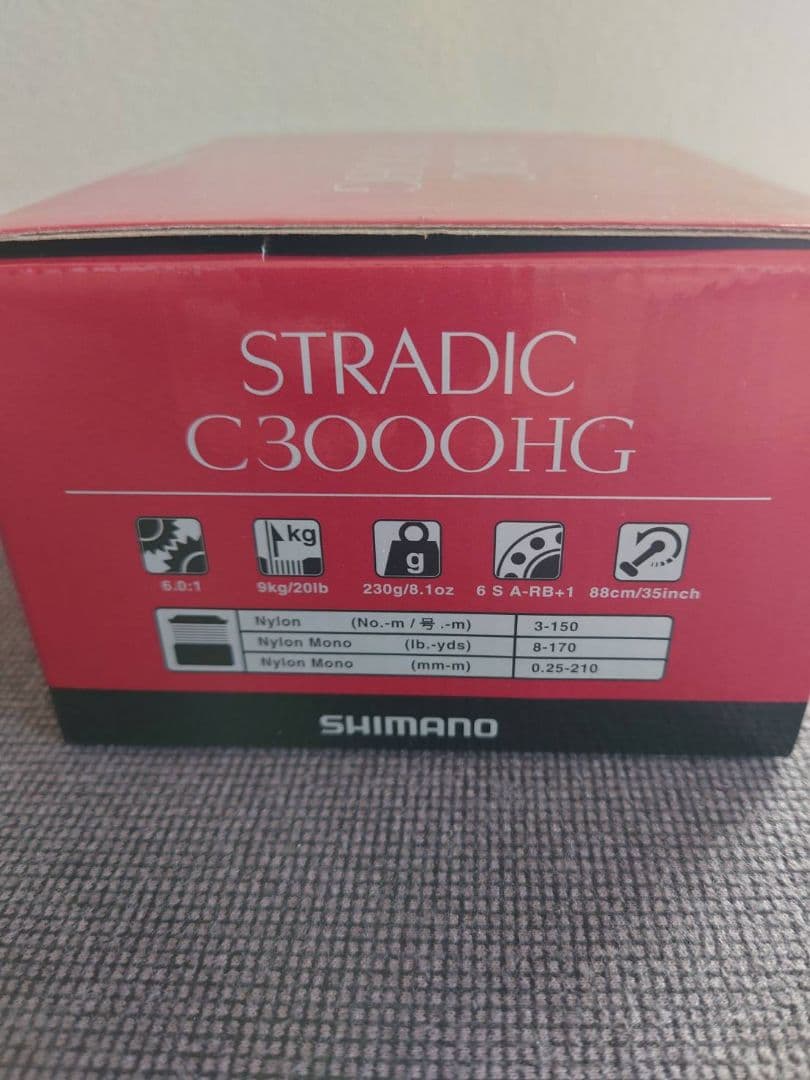 STRADIC
C3000HG
kg
g
6.0:1 9kg/20lb 230g/8.1oz 6 S A-RB+1 88cm/35inch
Nylon (No.-m / 号.-m) 3-150
Nylon Mono (lb.-yds) 8-170
Nylon Mono (mm-m) 0.25-210
SHIMANO